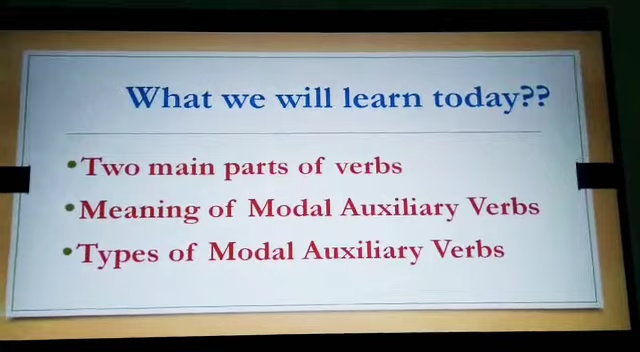 What we will learn today??
•Two main parts of verbs
•Meaning of Modal Auxiliary Verbs
•Types of Modal Auxiliary Verbs